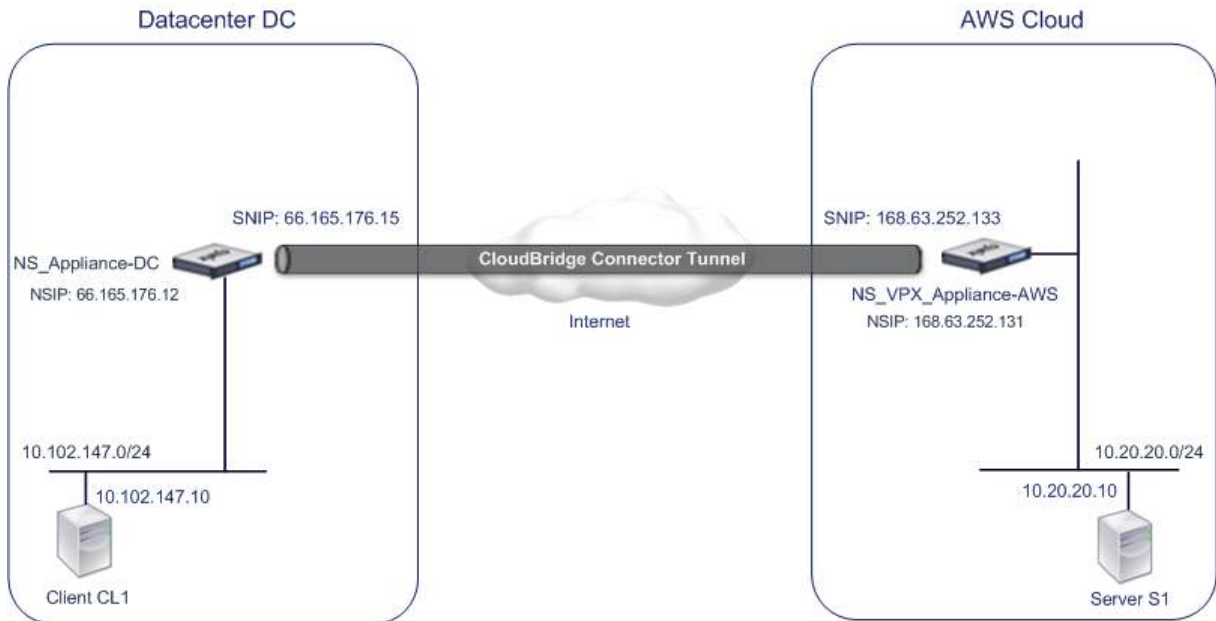 Datacenter DC
AWS Cloud
SNIP: 66.165.176.15
SNIP: 168.63.252.133
CloudBridge Connector Tunnel
NS_Appliance-DC
NSIP: 66.165.176.12
NS_VPX_Appliance-AWS
NSIP: 168.63.252.131
Internet
10.102.147.0/24
10.102.147.10
Client CL1
10.20.20.0/24
10.20.20.10
Server S1